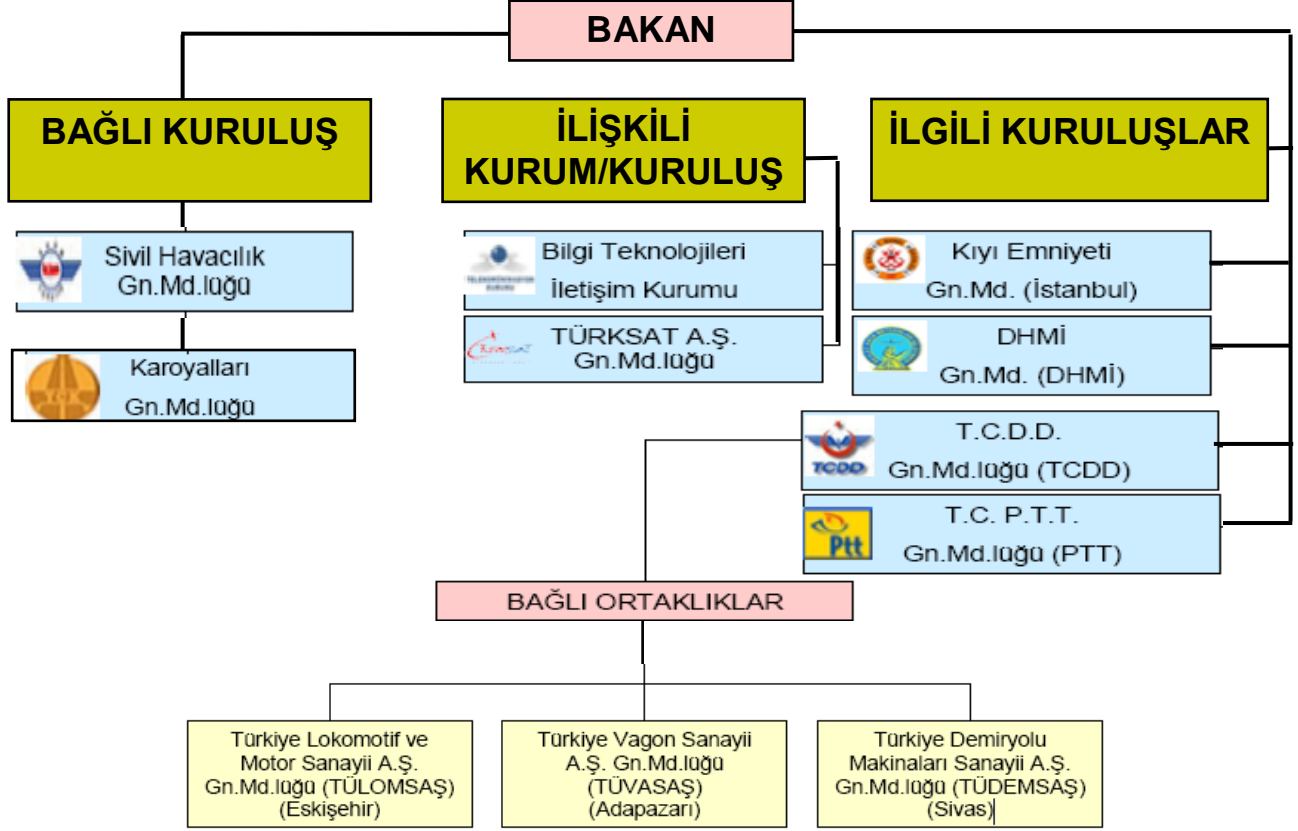 BAKAN
BAĞLI KURULUŞ
İLİŞKİLİ
KURUM/KURULUŞ
İLGİLİ KURULUŞLAR
Sivil Havacılık
Gn.Md.lüğü
Karoyalları
Gn.Md.lüğü
Bilgi Teknolojileri
İletişim Kurumu
TÜRKSAT A.Ş.
Gn.Md.lüğü
Kıyı Emniyeti
Gn.Md. (İstanbul)
DHMİ
Gn.Md. (DHMİ)
TCDD
T.C.D.D.
Gn.Md.lüğü (TCDD)
Ptt
T.C. P.T.T.
Gn.Md.lüğü (PTT)
BAĞLI ORTAKLIKLAR
Türkiye Lokomotif ve
Motor Sanayii A.Ş.
Gn.Md.lüğü (TÜLOMSAŞ)
(Eskişehir)
Türkiye Vagon Sanayii
A.Ş. Gn.Md.lüğü
(TÜVASAŞ)
(Adapazarı)
Türkiye Demiryolu
Makinaları Sanayii A.Ş.
Gn.Md.lüğü (TÜDEMSAŞ)
(Sivas)